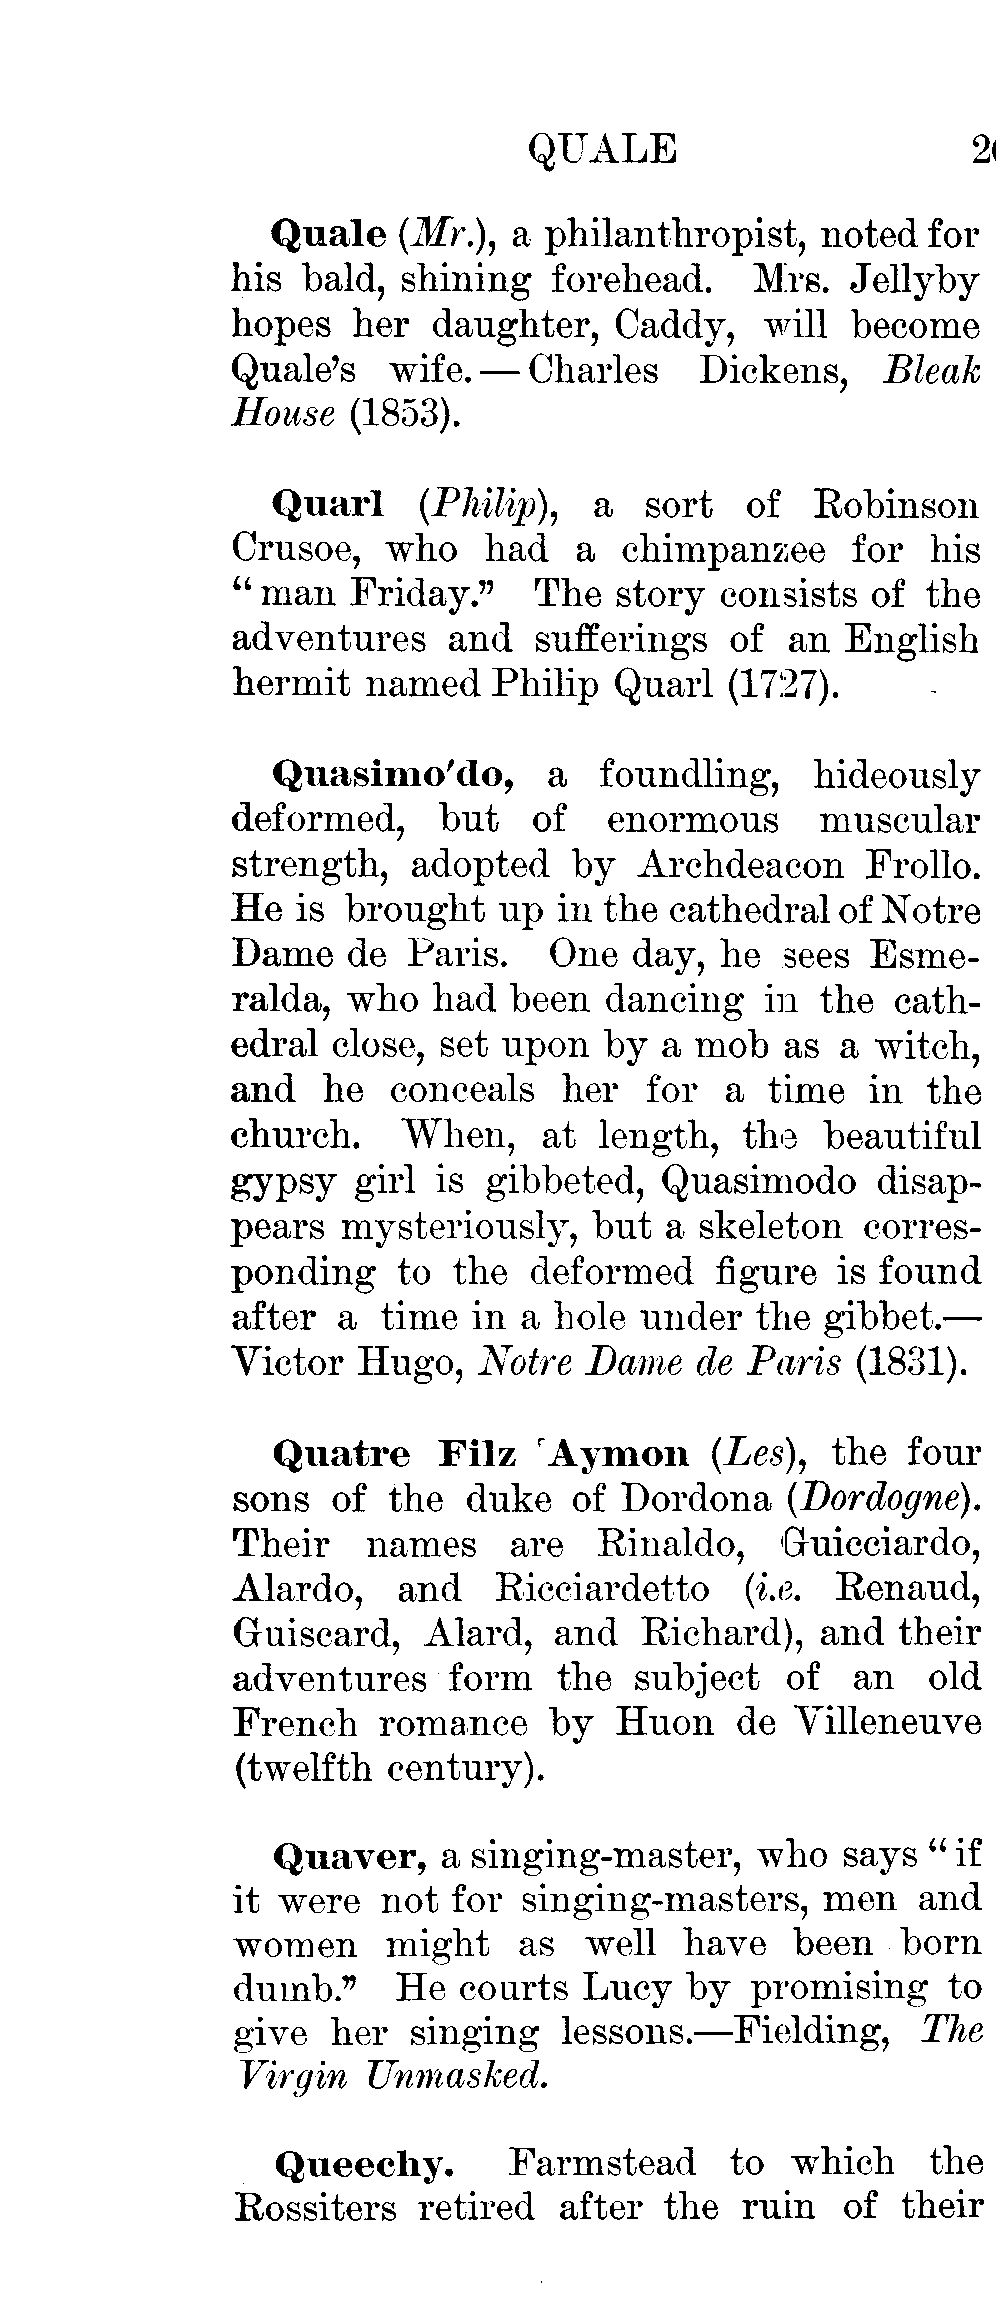 QUALE
Quale (Mr.), a philanthropist, noted for
his bald, shining forehead. Mrs. Jellyby
hopes her daughter, Caddy, will become
Quale's wife.—Charles Dickens, Bleak
House (1853).
Quarl (Philip), a sort of Robinson
Crusoe, who had a chimpanzee for his
“man Friday.” The story consists of the
adventures and sufferings of an English
hermit named Philip Quarl (1727).
Quasimo'do, a foundling, hideously
deformed, but of enormous muscular
strength, adopted by Archdeacon Frollo.
He is brought up in the cathedral of Notre
Dame de Paris. One day, he sees Esme-
ralda, who had been dancing in the cath-
edral close, set upon by a mob as a witch,
and he conceals her for a time in the
church. When, at length, the beautiful
gypsy girl is gibbeted, Quasimodo disap-
pears mysteriously, but a skeleton corres-
ponding to the deformed figure is found
after a time in a hole under the gibbet.—
Victor Hugo, Notre Dame de Paris (1831).
Quatre Filz 'Aymon (Les), the four
sons of the duke of Dordona (Dordogne).
Their names are Rinaldo, Guicciardo,
Alardo, and Ricciardetto (i.e. Renaud,
Guiscard, Alard, and Richard), and their
adventures form the subject of an old
French romance by Huon de Villeneuve
(twelfth century).
Quaver, a singing-master, who says “if
it were not for singing-masters, men and
women might as well have been born
dumb.” He courts Lucy by promising to
give her singing lessons.—Fielding, The
Virgin Unmasked.
Queechy. Farmstead to which the
Rossiters retired after the ruin of their